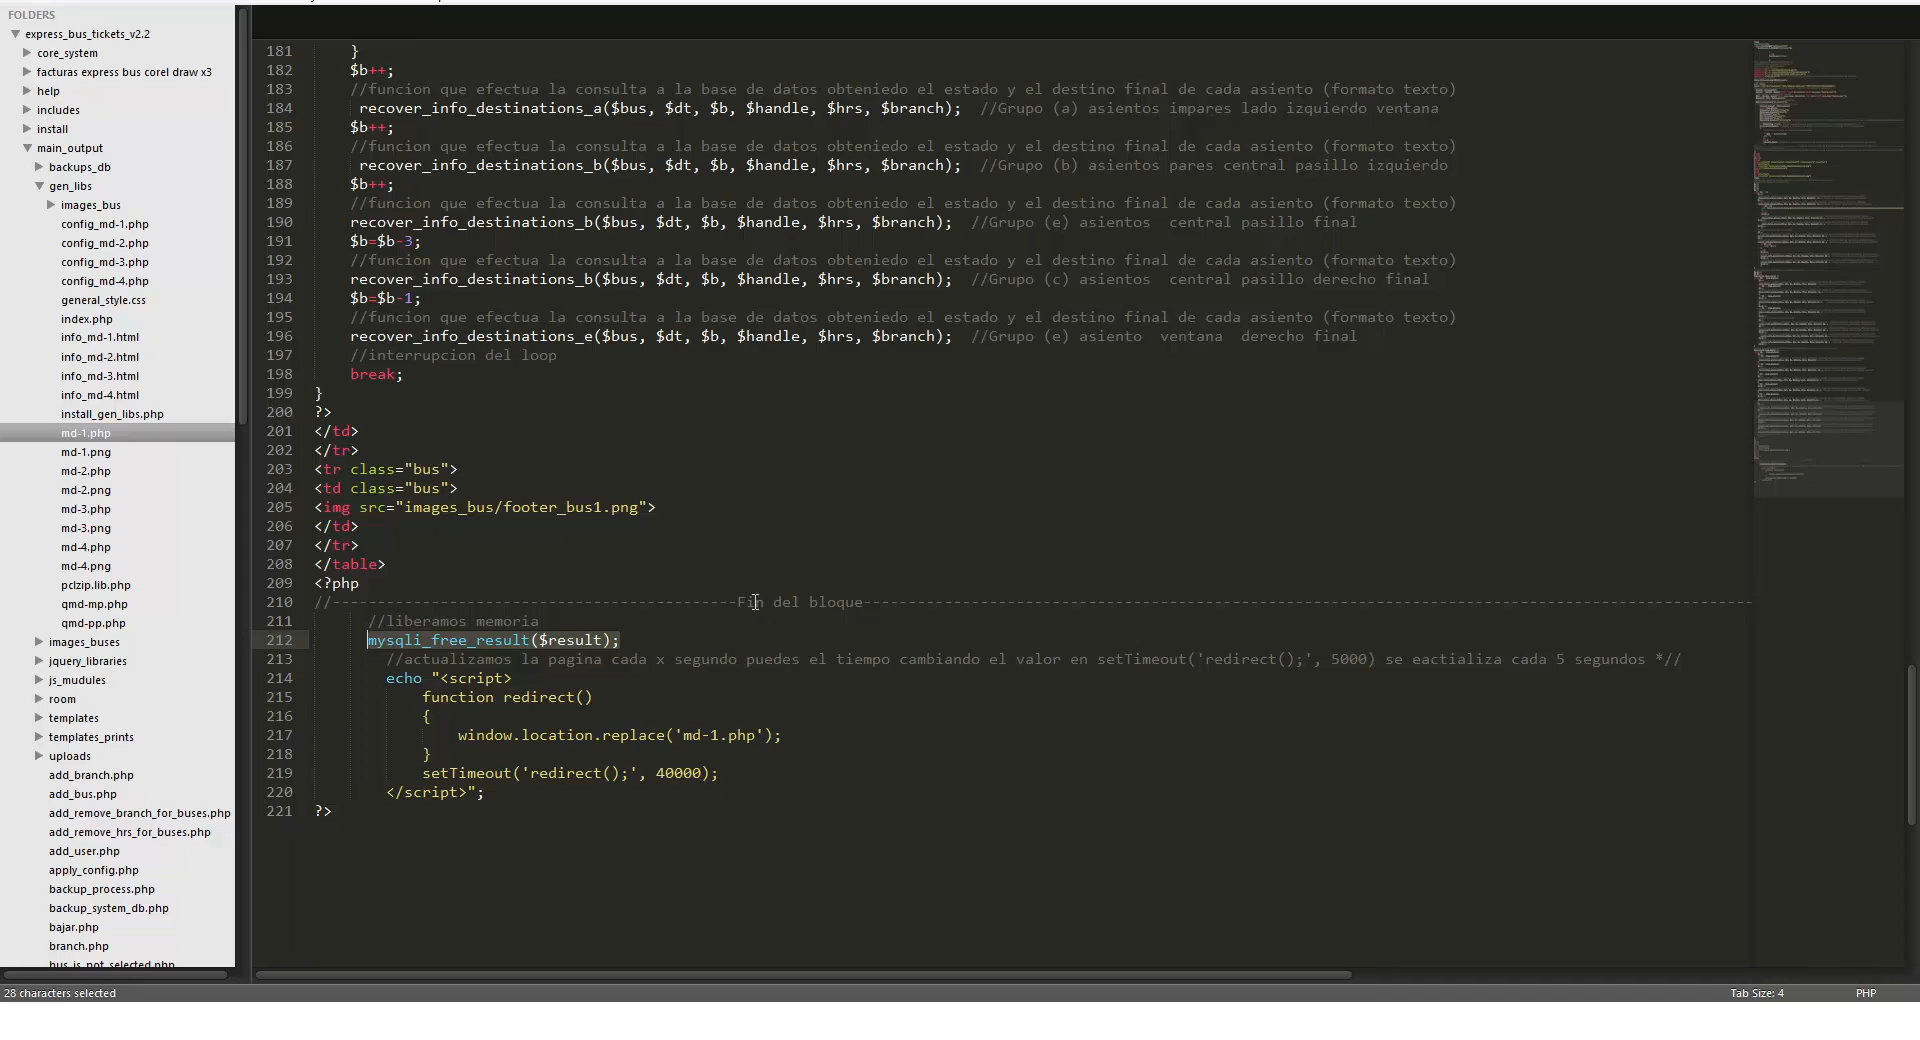 FOLDERS
express_bus_tickets_v2.2
core_system
facturas express bus corel draw x3
help
includes
install
main_output
backups_db
gen_libs
images_bus
config_md-1.php
config_md-2.php
config_md-3.php
config_md-4.php
general_style.css
index.php
info_md-1.html
info_md-2.html
info_md-3.html
info_md-4.html
install_gen_libs.php
md-1.php
md-1.png
md-2.php
md-2.png
md-3.php
md-3.png
md-4.php
md-4.png
pclzip.lib.php
qmd-mp.php
qmd-pp.php
images_buses
jquery_libraries
js_mudules
room
templates
templates_prints
uploads
add_branch.php
add_bus.php
add_remove_branch_for_buses.php
add_remove_hrs_for_buses.php
add_user.php
apply_config.php
backup_process.php
backup_system_db.php
bajar.php
branch.php
bus_is_not_selected.php
181 }
182 $b++;
183 //funcion que efectua la consulta a la base de datos obteniedo el estado y el destino final de cada asiento (formato texto)
184 recover_info_destinations_a($bus, $dt, $b, $handle, $hrs, $branch); //Grupo (a) asientos impares lado izquierdo ventana
185 $b++;
186 //funcion que efectua la consulta a la base de datos obteniedo el estado y el destino final de cada asiento (formato texto)
187 recover_info_destinations_b($bus, $dt, $b, $handle, $hrs, $branch); //Grupo (b) asientos pares central pasillo izquierdo
188 $b++;
189 //funcion que efectua la consulta a la base de datos obteniedo el estado y el destino final de cada asiento (formato texto)
190 recover_info_destinations_b($bus, $dt, $b, $handle, $hrs, $branch); //Grupo (e) asientos central pasillo final
191 $b=$b-3;
192 //funcion que efectua la consulta a la base de datos obteniedo el estado y el destino final de cada asiento (formato texto)
193 recover_info_destinations_b($bus, $dt, $b, $handle, $hrs, $branch); //Grupo (c) asientos central pasillo derecho final
194 $b=$b-1;
195 //funcion que efectua la consulta a la base de datos obteniedo el estado y el destino final de cada asiento (formato texto)
196 recover_info_destinations_e($bus, $dt, $b, $handle, $hrs, $branch); //Grupo (e) asiento ventana derecho final
197 //interrupcion del loop
198 break;
199 }
200 ?>
201 </td>
202 </tr>
203 <tr class="bus">
204 <td class="bus">
205 <img src="images_bus/footer_bus1.png">
206 </td>
207 </tr>
208 </table>
209 <?php
210 //---------------------------------------------Fin del bloque---------------------------------------------------------------------------------------------------
211 //liberamos memoria
212 mysqli_free_result($result);
213 //actualizamos la pagina cada x segundo puedes el tiempo cambiando el valor en setTimeout('redirect();', 5000) se eactializa cada 5 segundos *//
214 echo "<script>
215 function redirect()
216 {
217 window.location.replace('md-1.php');
218 }
219 setTimeout('redirect();', 40000);
220 </script>";
221 ?>
28 characters selected
Tab Size: 4
PHP